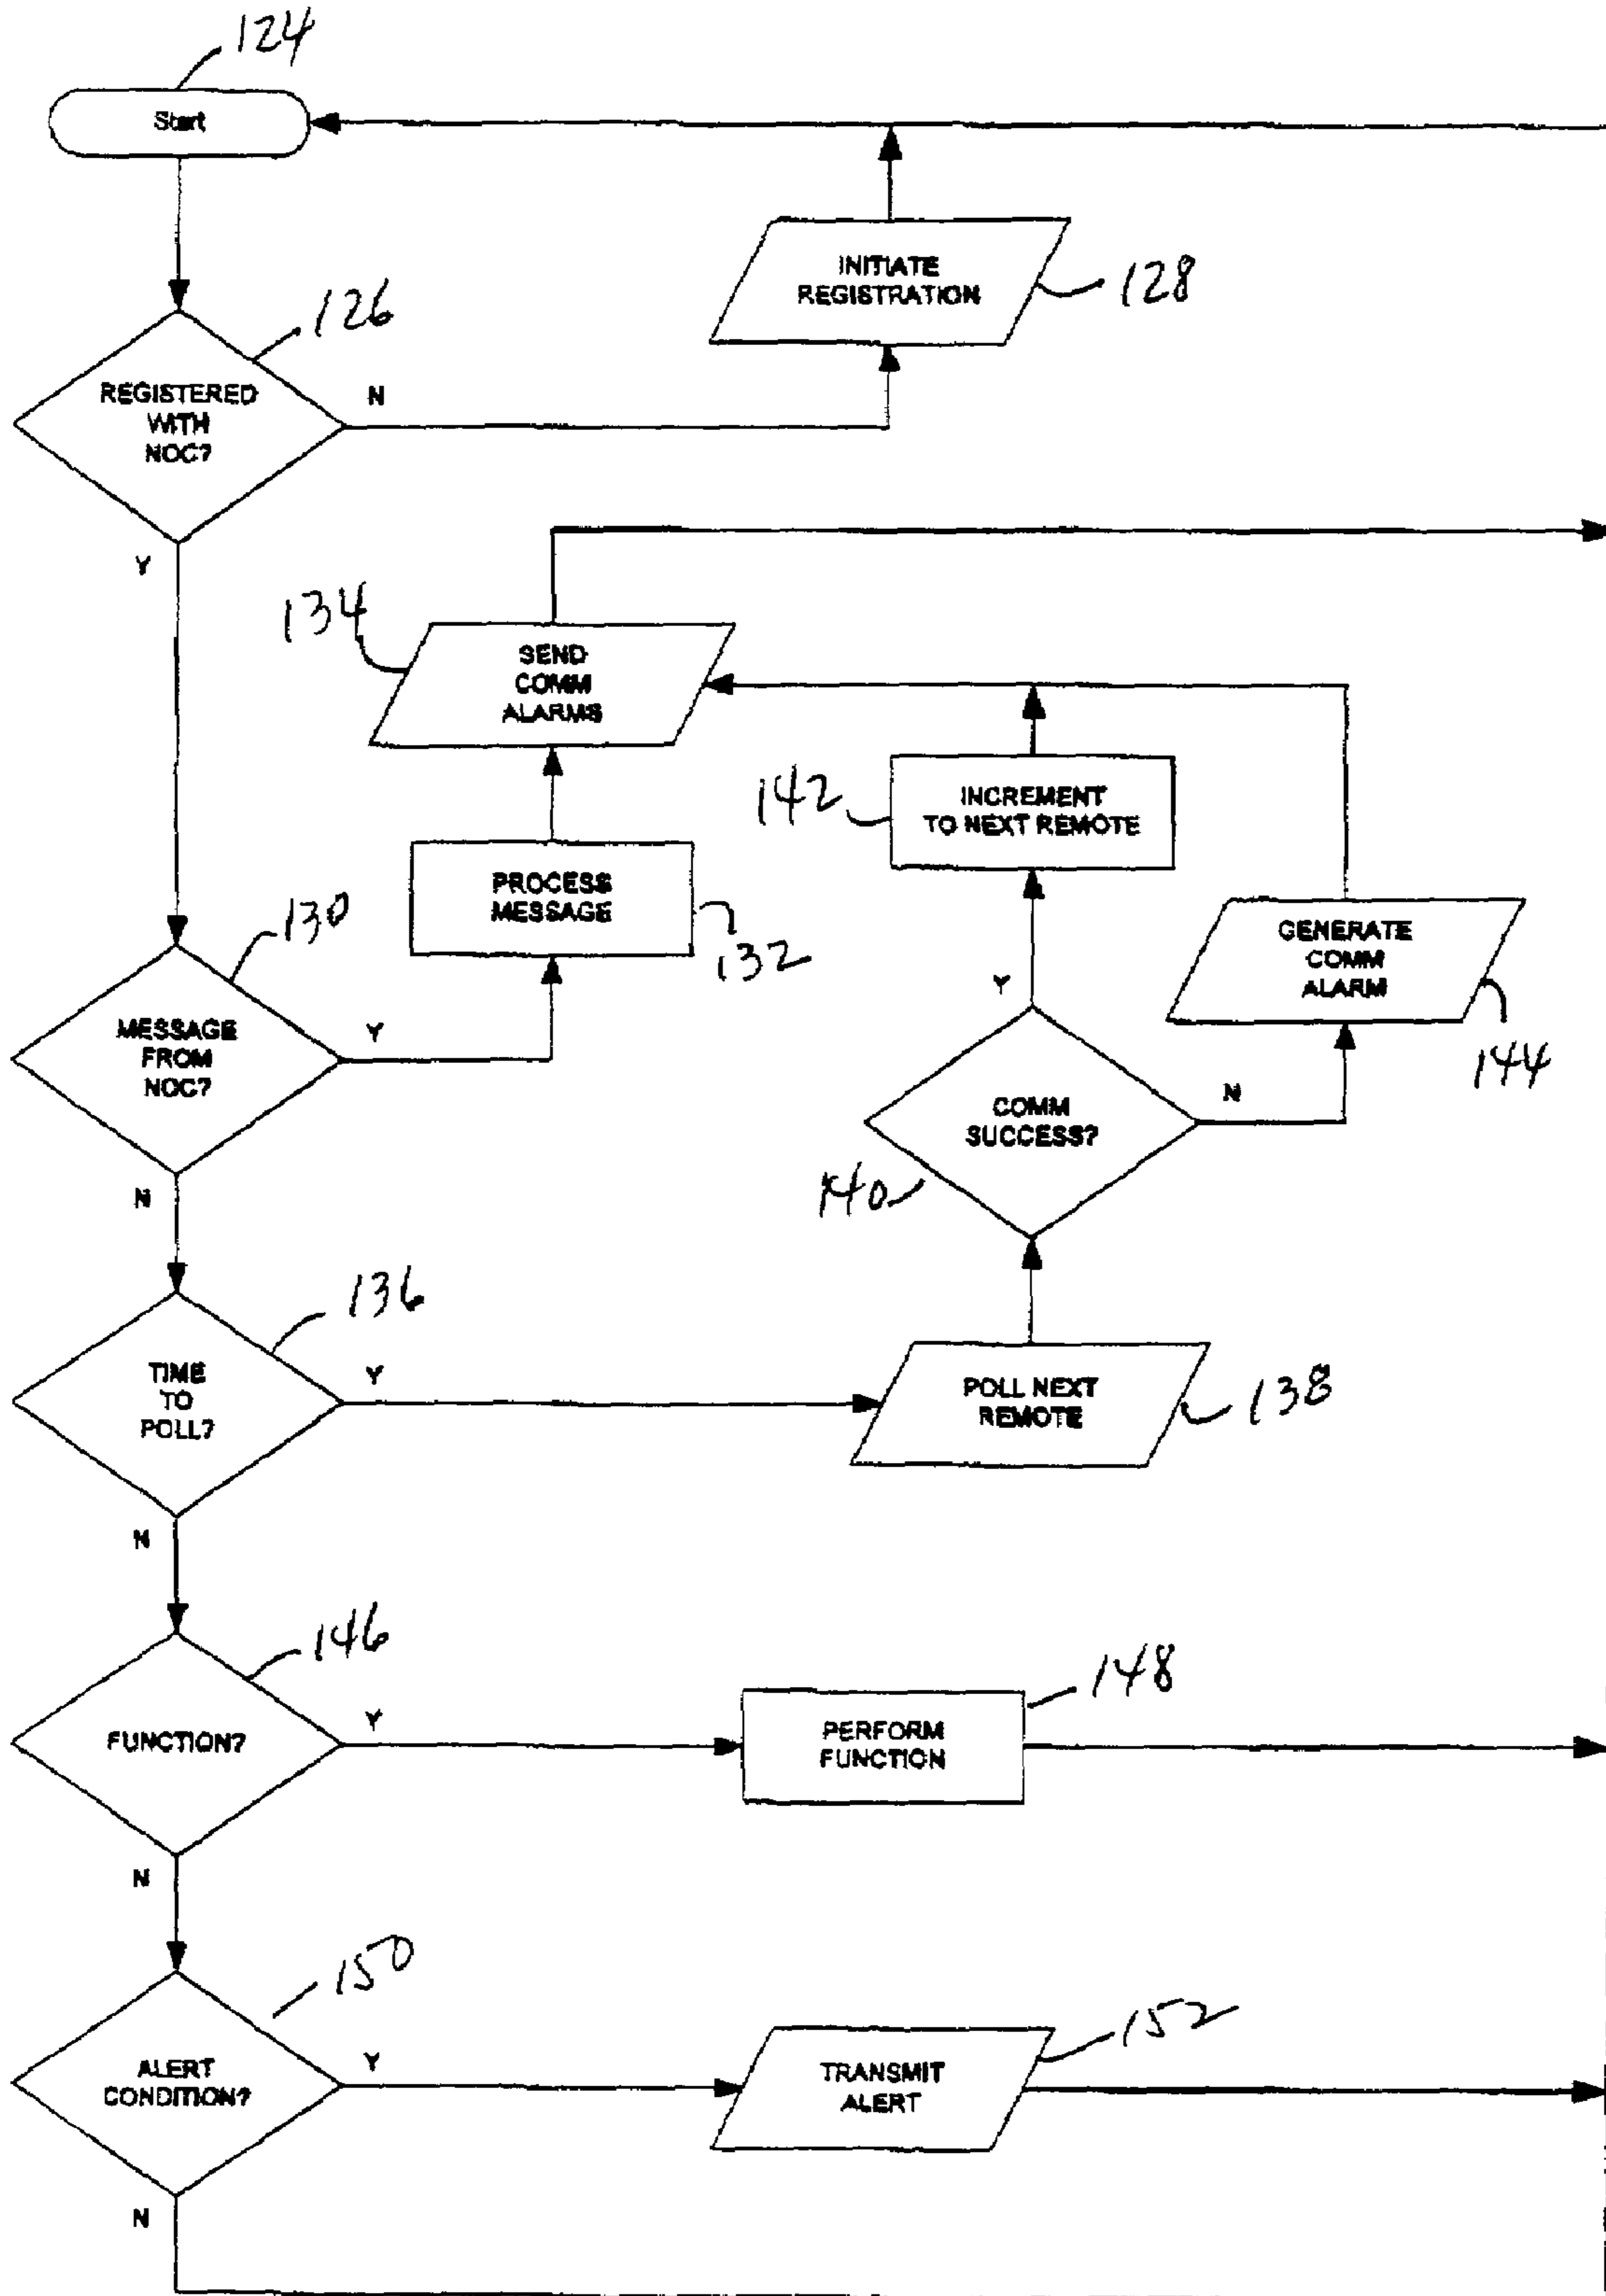 124
Start
INITIATE
REGISTRATION
128
126
REGISTERED
WITH
NOC?
N
Y
134
SEND
COMM
ALARMS
142
INCREMENT
TO NEXT REMOTE
PROCESS
MESSAGE
132
130
MESSAGE
FROM
NOC?
Y
N
Y
GENERATE
COMM
ALARM
144
COMM
SUCCESS?
N
140
136
TIME
TO
POLL?
Y
POLL NEXT
REMOTE
138
N
146
FUNCTION?
Y
PERFORM
FUNCTION
148
N
150
ALERT
CONDITION?
Y
TRANSMIT
ALERT
152
N